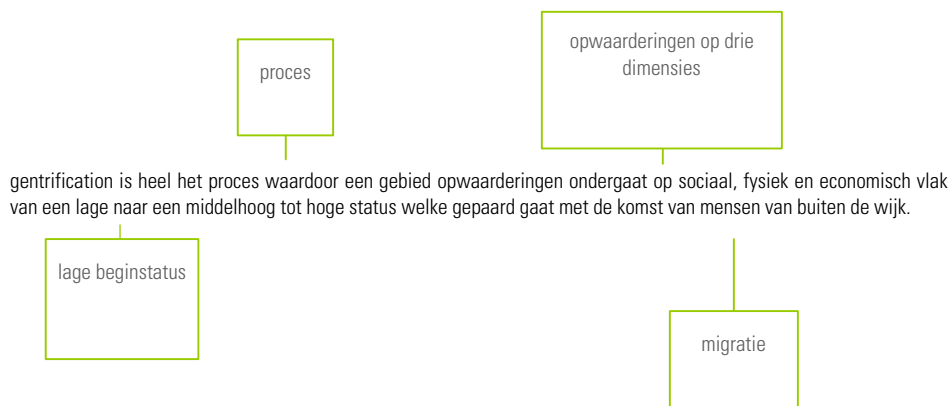 proces
opwaarderingen op drie
dimensies
gentrification is heel het proces waardoor een gebied opwaarderingen ondergaat op sociaal, fysiek en economisch vlak
van een lage naar een middelhoog tot hoge status welke gepaard gaat met de komst van mensen van buiten de wijk.
lage beginstatus
migratie